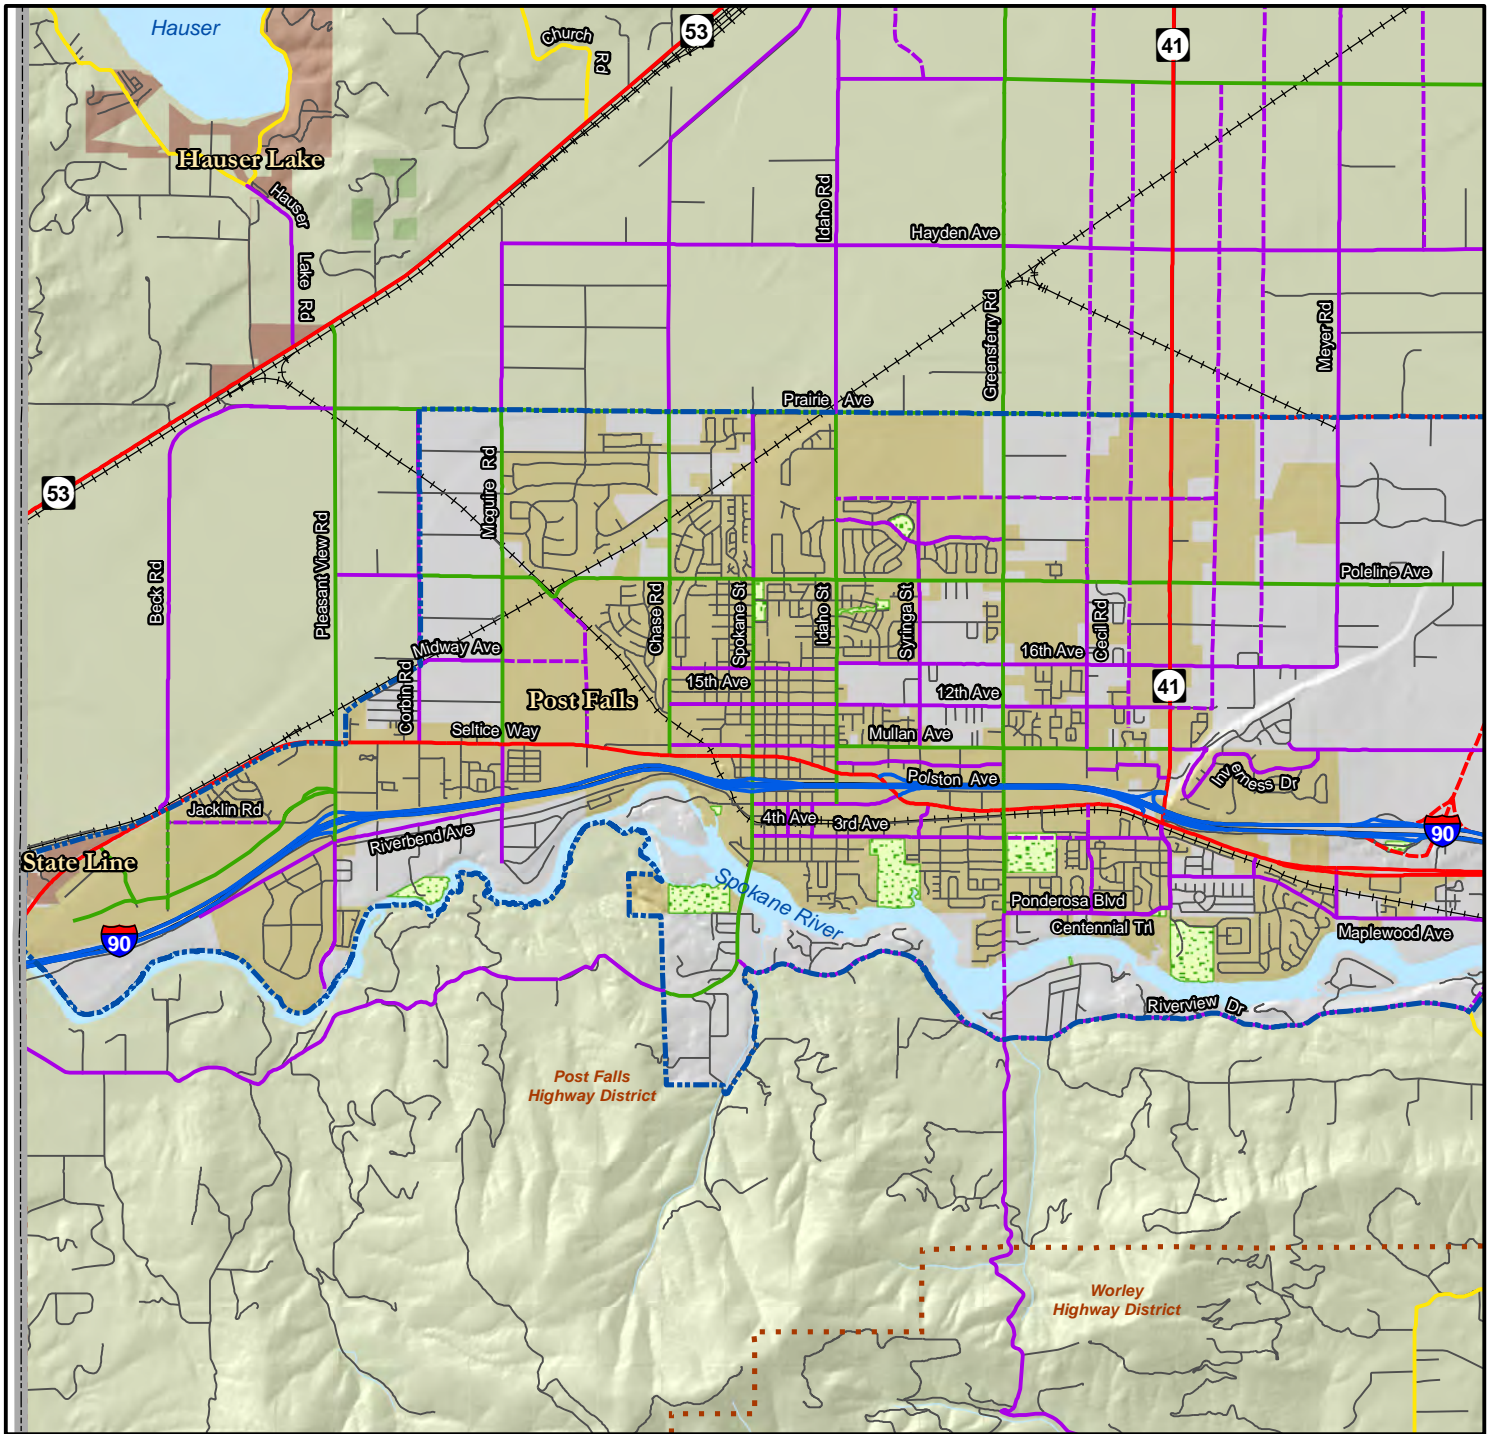 Hauser
Church
Rd
53
41
Hauser Lake
Hauser
Lake Rd
Idaho Rd
Hayden Ave
Greensferry Rd
Meyer Rd
Prairie Ave
53
Mcguire Rd
Pleasant View Rd
Beck Rd
Poleline Ave
Chase Rd
Spokane St
Idaho St
Syringa St
Cecil Rd
Midway Ave
16th Ave
Corbin Rd
15th Ave
12th Ave
41
Post Falls
Seltice Way
Mullan Ave
Polston Ave
Inverness Dr
Jacklin Rd
4th Ave
3rd Ave
90
Riverbend Ave
State Line
Spokane River
Ponderosa Blvd
Centennial Trl
Maplewood Ave
90
Riverview Dr
Post Falls
Highway District
Worley
Highway District